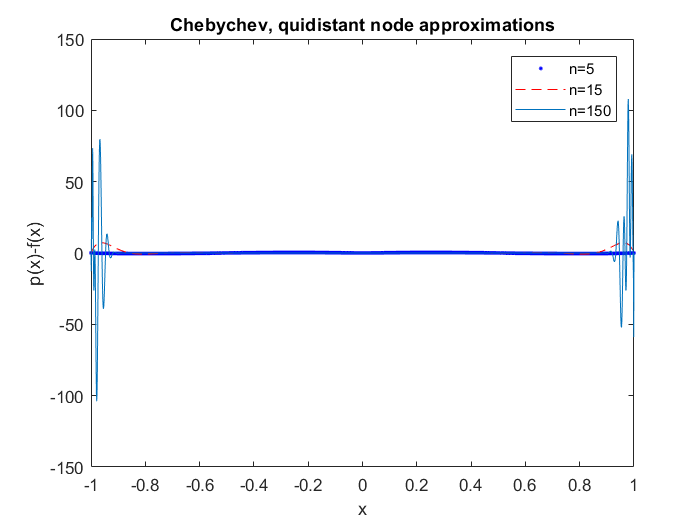 Chebychev, quidistant node approximations
150
100
50
0
-50
-100
-150
p(x)-f(x)
n=5
n=15
n=150
-1 -0.8 -0.6 -0.4 -0.2 0 0.2 0.4 0.6 0.8 1
x